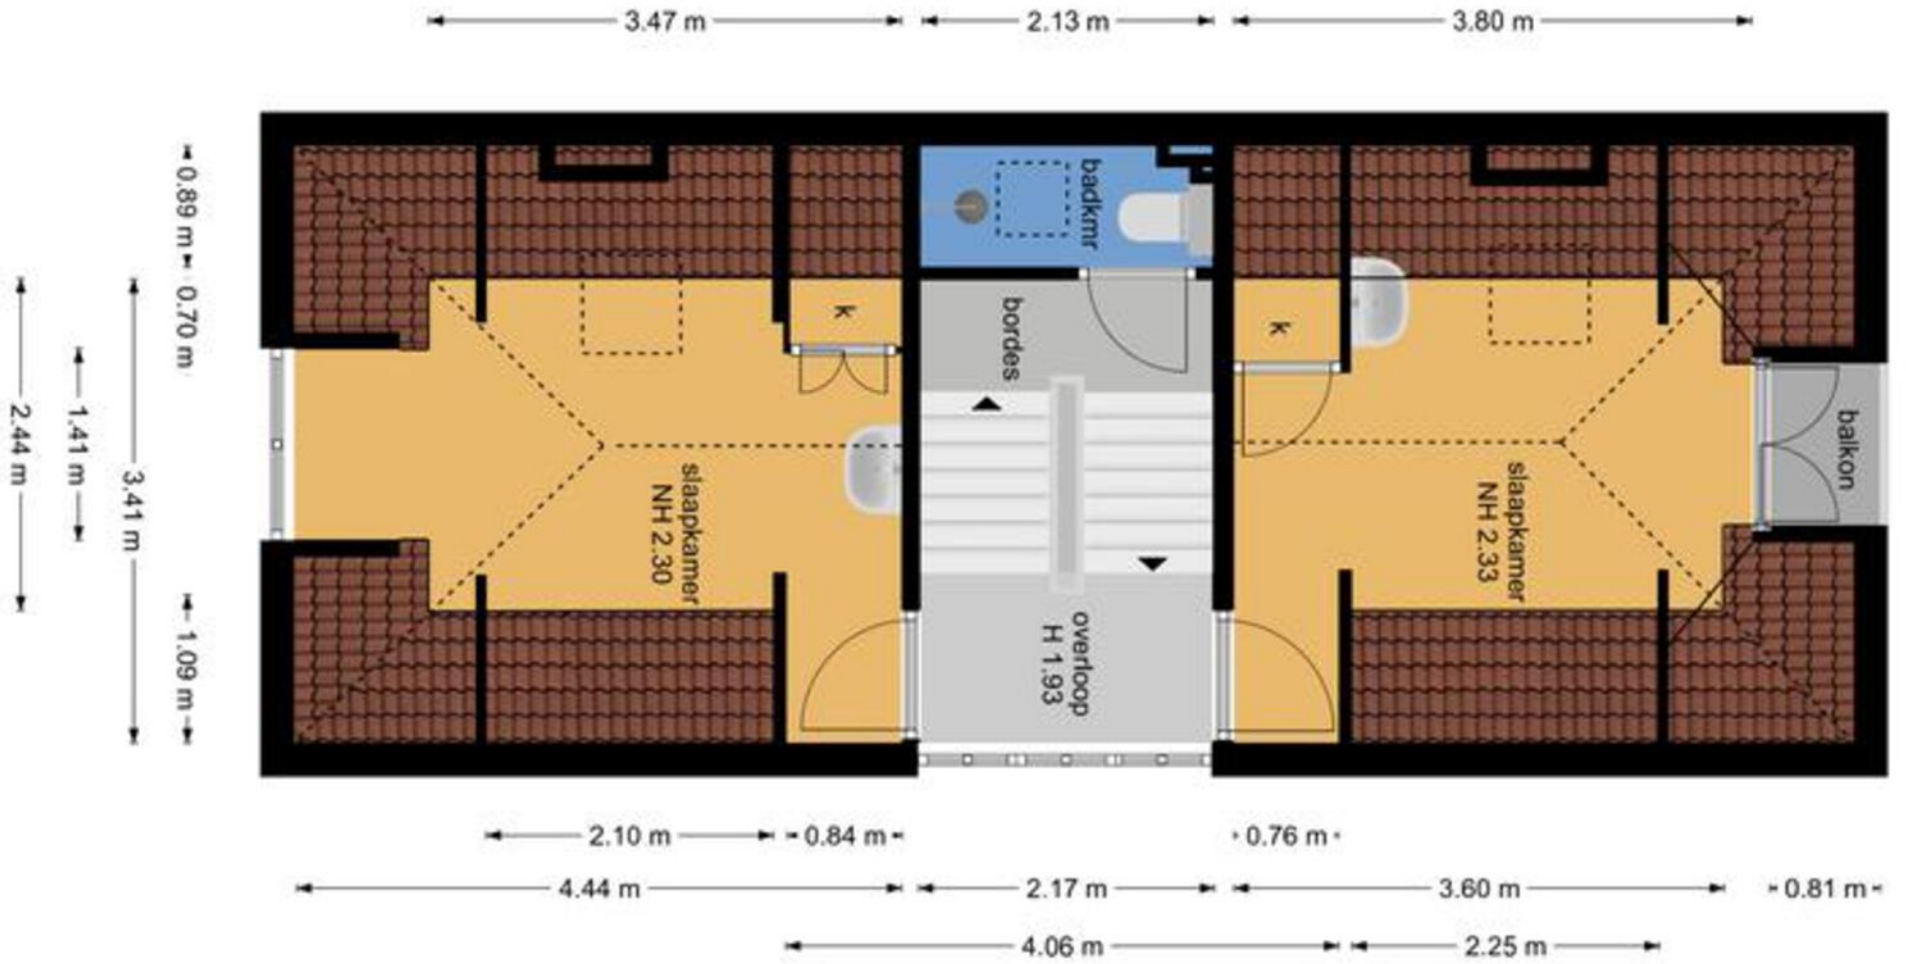 3.47 m
2.13 m
3.80 m
0.89 m
0.70 m
2.44 m
1.41 m
3.41 m
1.09 m
badkmr
k
bordes
k
slaapkamer
NH 2.30
slaapkamer
NH 2.33
balkon
overloop
H 1.93
2.10 m
0.84 m
0.76 m
4.44 m
2.17 m
3.60 m
0.81 m
4.06 m
2.25 m